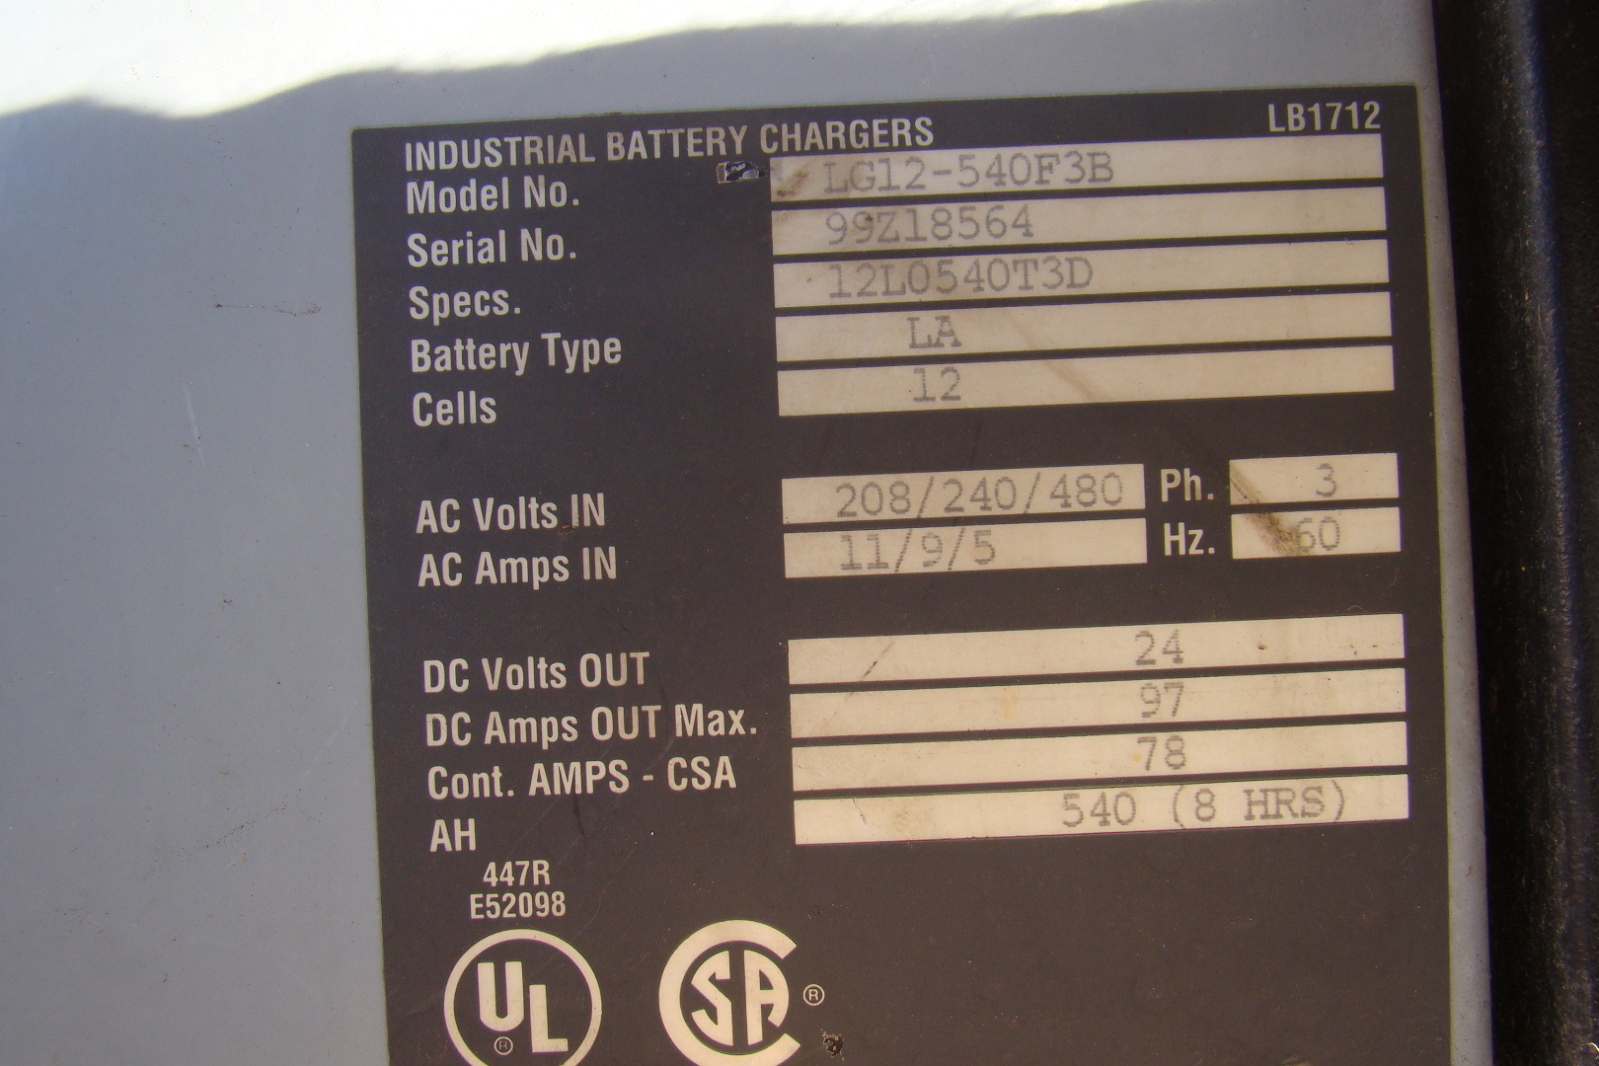 INDUSTRIAL BATTERY CHARGERS LB1712
Model No. LG12-540F3B
Serial No. 99Z18564
Specs. 12L0540T3D
Battery Type LA
Cells 12
AC Volts IN 208/240/480 Ph. 3
AC Amps IN 11/9/5 Hz. 60
DC Volts OUT 24
DC Amps OUT Max. 97
Cont. AMPS - CSA 78
AH 540 (8 HRS)
447R
E52098
UL ® CSA ®